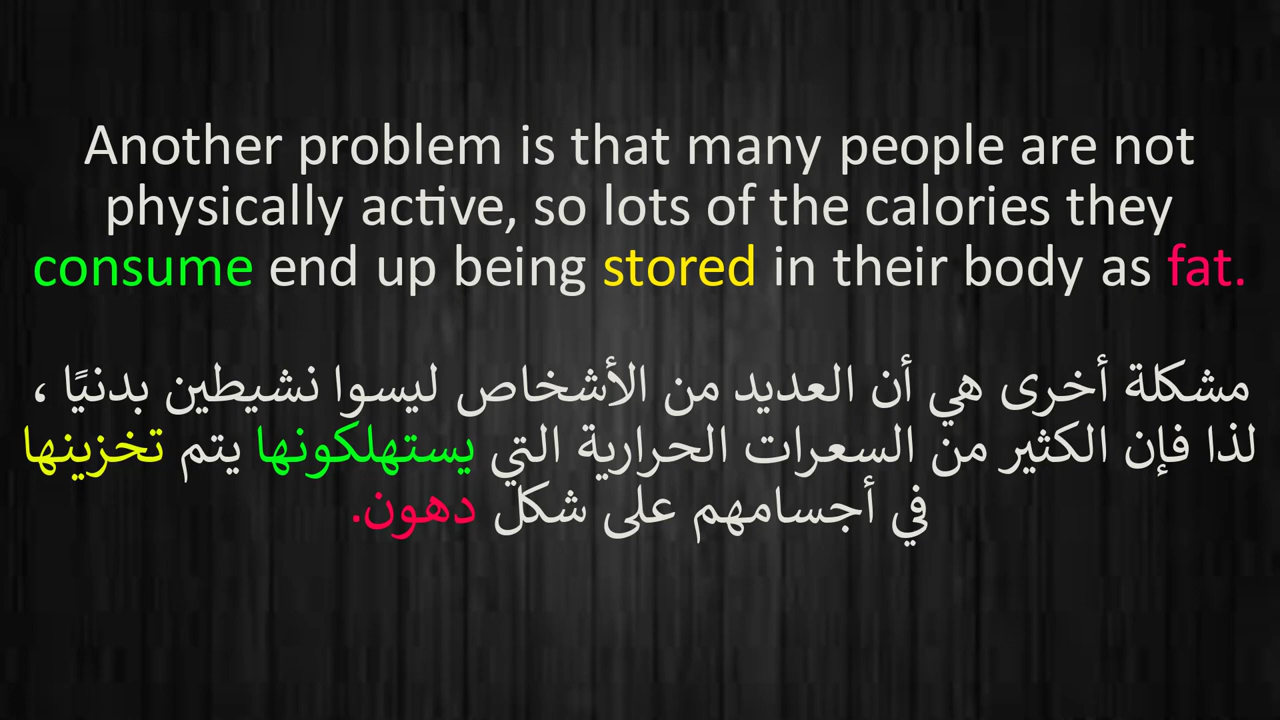 Another problem is that many people are not
physically active, so lots of the calories they
consume end up being stored in their body as fat.
مشكلة أخرى هي أن العديد من الأشخاص ليسوا نشيطين بدنيًا ،
لذا فإن الكثير من السعرات الحرارية التي يستهلكونها يتم تخزينها
في أجسامهم على شكل دهون.